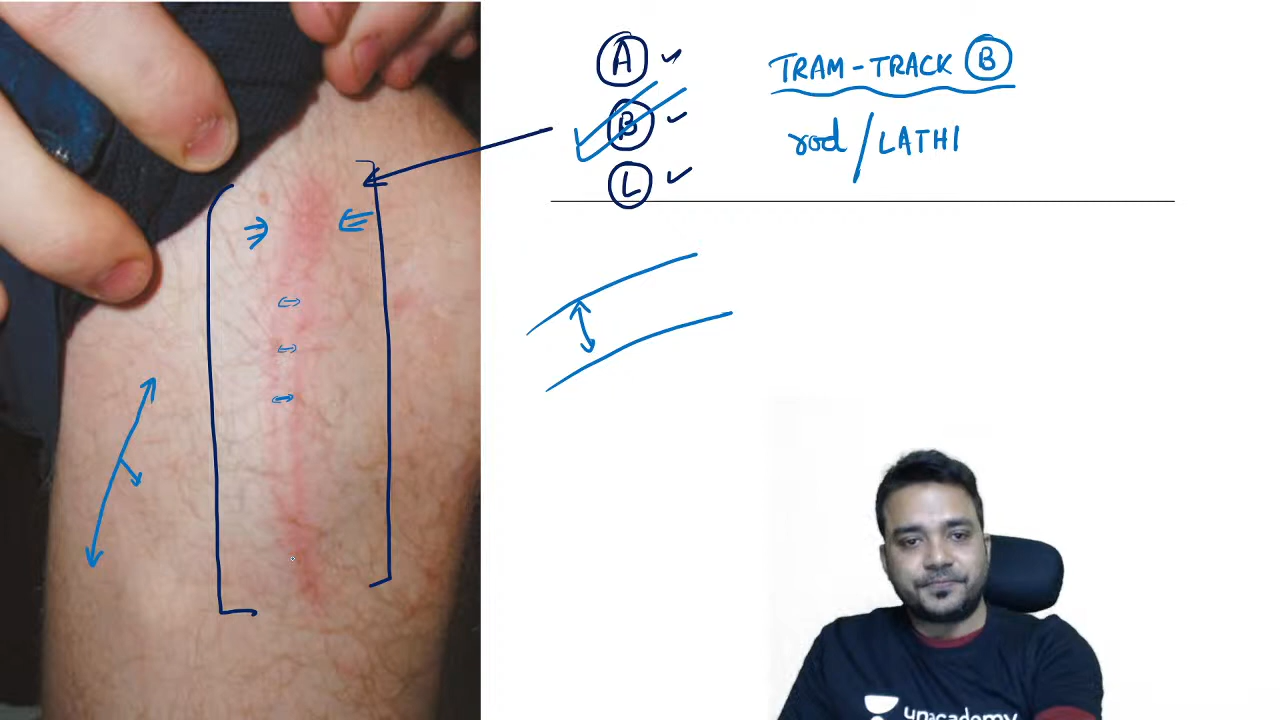 A
B
L
TRAM-TRACK B
rod/LATHI
unacademy